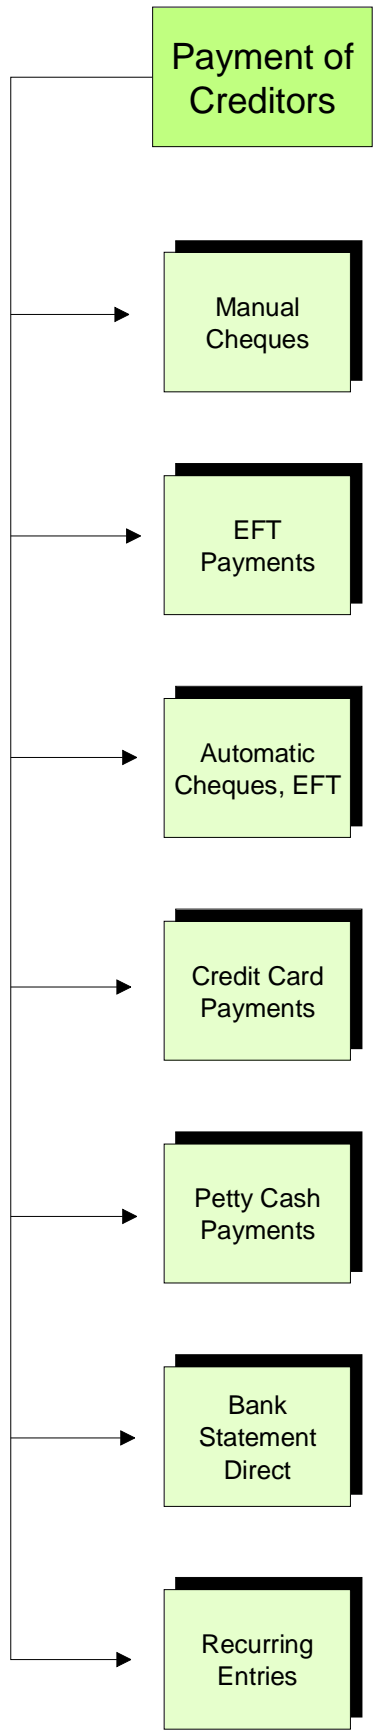 Payment of
Creditors
Manual
Cheques
EFT
Payments
Automatic
Cheques, EFT
Credit Card
Payments
Petty Cash
Payments
Bank
Statement
Direct
Recurring
Entries